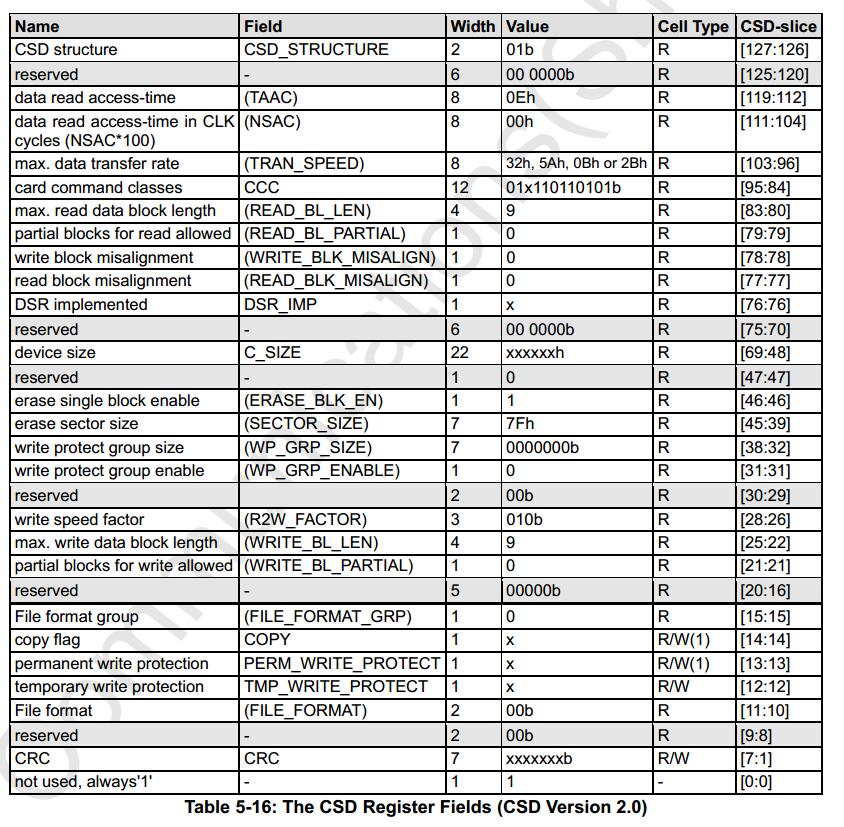 Name Field Width Value Cell Type CSD-slice
CSD structure CSD_STRUCTURE 2 01b R [127:126]
reserved - 6 00 0000b R [125:120]
data read access-time (TAAC) 8 0Eh R [119:112]
data read access-time in CLK cycles (NSAC*100) (NSAC) 8 00h R [111:104]
max. data transfer rate (TRAN_SPEED) 8 32h, 5Ah, 0Bh or 2Bh R [103:96]
card command classes CCC 12 01x110110101b R [95:84]
max. read data block length (READ_BL_LEN) 4 9 R [83:80]
partial blocks for read allowed (READ_BL_PARTIAL) 1 0 R [79:79]
write block misalignment (WRITE_BLK_MISALIGN) 1 0 R [78:78]
read block misalignment (READ_BLK_MISALIGN) 1 0 R [77:77]
DSR implemented DSR_IMP 1 x R [76:76]
reserved - 6 00 0000b R [75:70]
device size C_SIZE 22 xxxxxxh R [69:48]
reserved - 1 0 R [47:47]
erase single block enable (ERASE_BLK_EN) 1 1 R [46:46]
erase sector size (SECTOR_SIZE) 7 7Fh R [45:39]
write protect group size (WP_GRP_SIZE) 7 0000000b R [38:32]
write protect group enable (WP_GRP_ENABLE) 1 0 R [31:31]
reserved 2 00b R [30:29]
write speed factor (R2W_FACTOR) 3 010b R [28:26]
max. write data block length (WRITE_BL_LEN) 4 9 R [25:22]
partial blocks for write allowed (WRITE_BL_PARTIAL) 1 0 R [21:21]
reserved - 5 00000b R [20:16]
File format group (FILE_FORMAT_GRP) 1 0 R [15:15]
copy flag COPY 1 x R/W(1) [14:14]
permanent write protection PERM_WRITE_PROTECT 1 x R/W(1) [13:13]
temporary write protection TMP_WRITE_PROTECT 1 x R/W [12:12]
File format (FILE_FORMAT) 2 00b R [11:10]
reserved - 2 00b R [9:8]
CRC CRC 7 xxxxxxxb R/W [7:1]
not used, always'1' - 1 1 - [0:0]
Table 5-16: The CSD Register Fields (CSD Version 2.0)